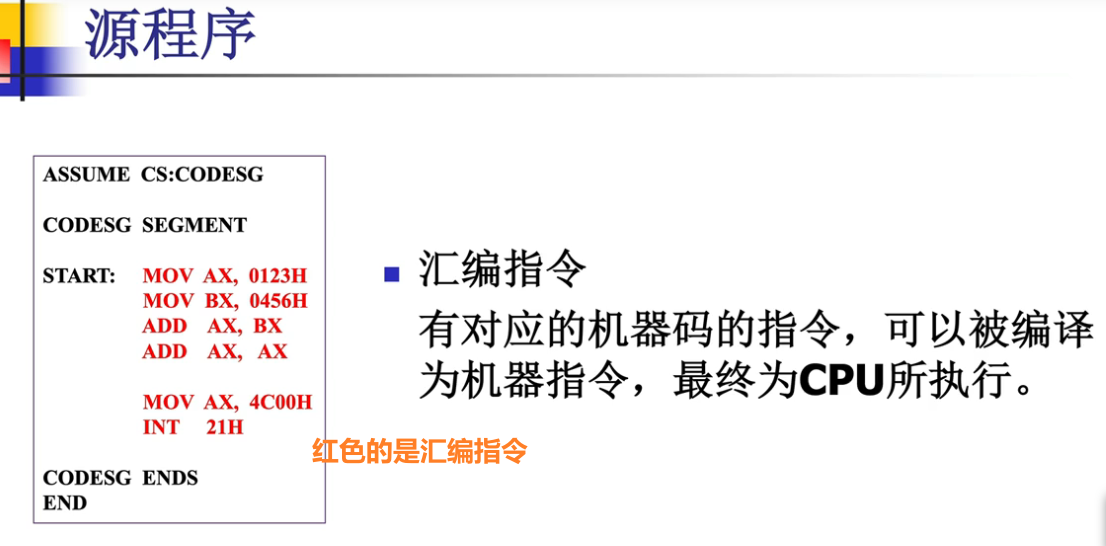 源程序
ASSUME CS:CODESG
CODESG SEGMENT
START: MOV AX, 0123H
MOV BX, 0456H
ADD AX, BX
ADD AX, AX
MOV AX, 4C00H
INT 21H
CODESG ENDS
END
汇编指令
有对应的机器码的指令，可以被编译
为机器指令，最终为CPU所执行。
红色的是汇编指令